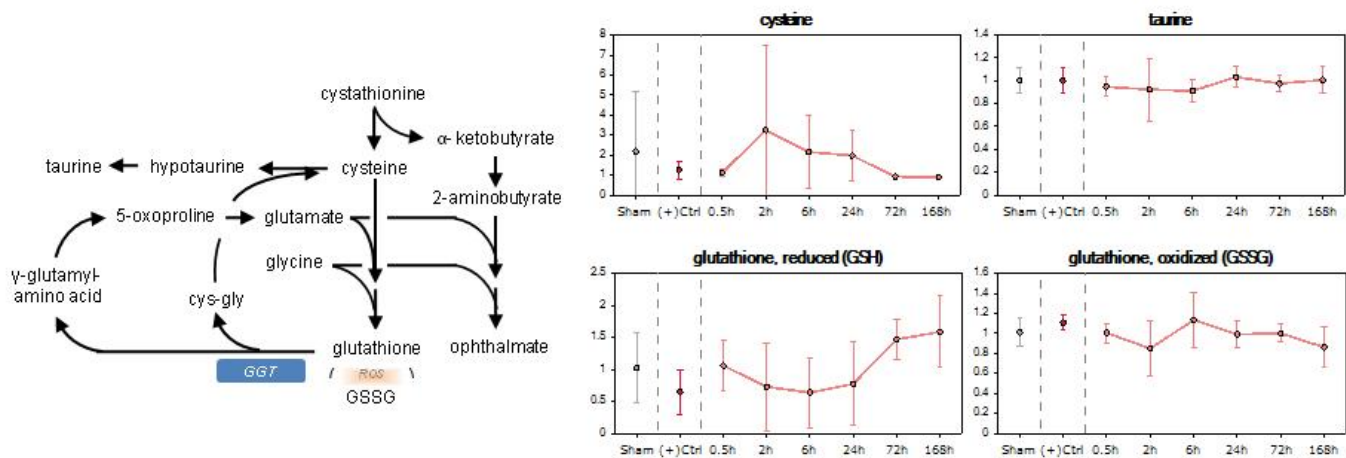 cystathionine
α- ketobutyrate
taurine
hypotaurine
cysteine
2-aminobutyrate
5-oxoproline
glutamate
glycine
γ-glutamyl-
amino acid
cys-gly
glutathione
ophthalmate
GGT
( ROS )
GSSG
cysteine
8
7
6
5
4
3
2
1
0
Sham (+)Ctrl 0.5h 2h 6h 24h 72h 168h
taurine
1.4
1.2
1
0.8
0.6
0.4
0.2
0
Sham (+)Ctrl 0.5h 2h 6h 24h 72h 168h
glutathione, reduced (GSH)
2.5
2
1.5
1
0.5
0
Sham (+)Ctrl 0.5h 2h 6h 24h 72h 168h
glutathione, oxidized (GSSG)
1.6
1.4
1.2
1
0.8
0.6
0.4
0.2
0
Sham (+)Ctrl 0.5h 2h 6h 24h 72h 168h